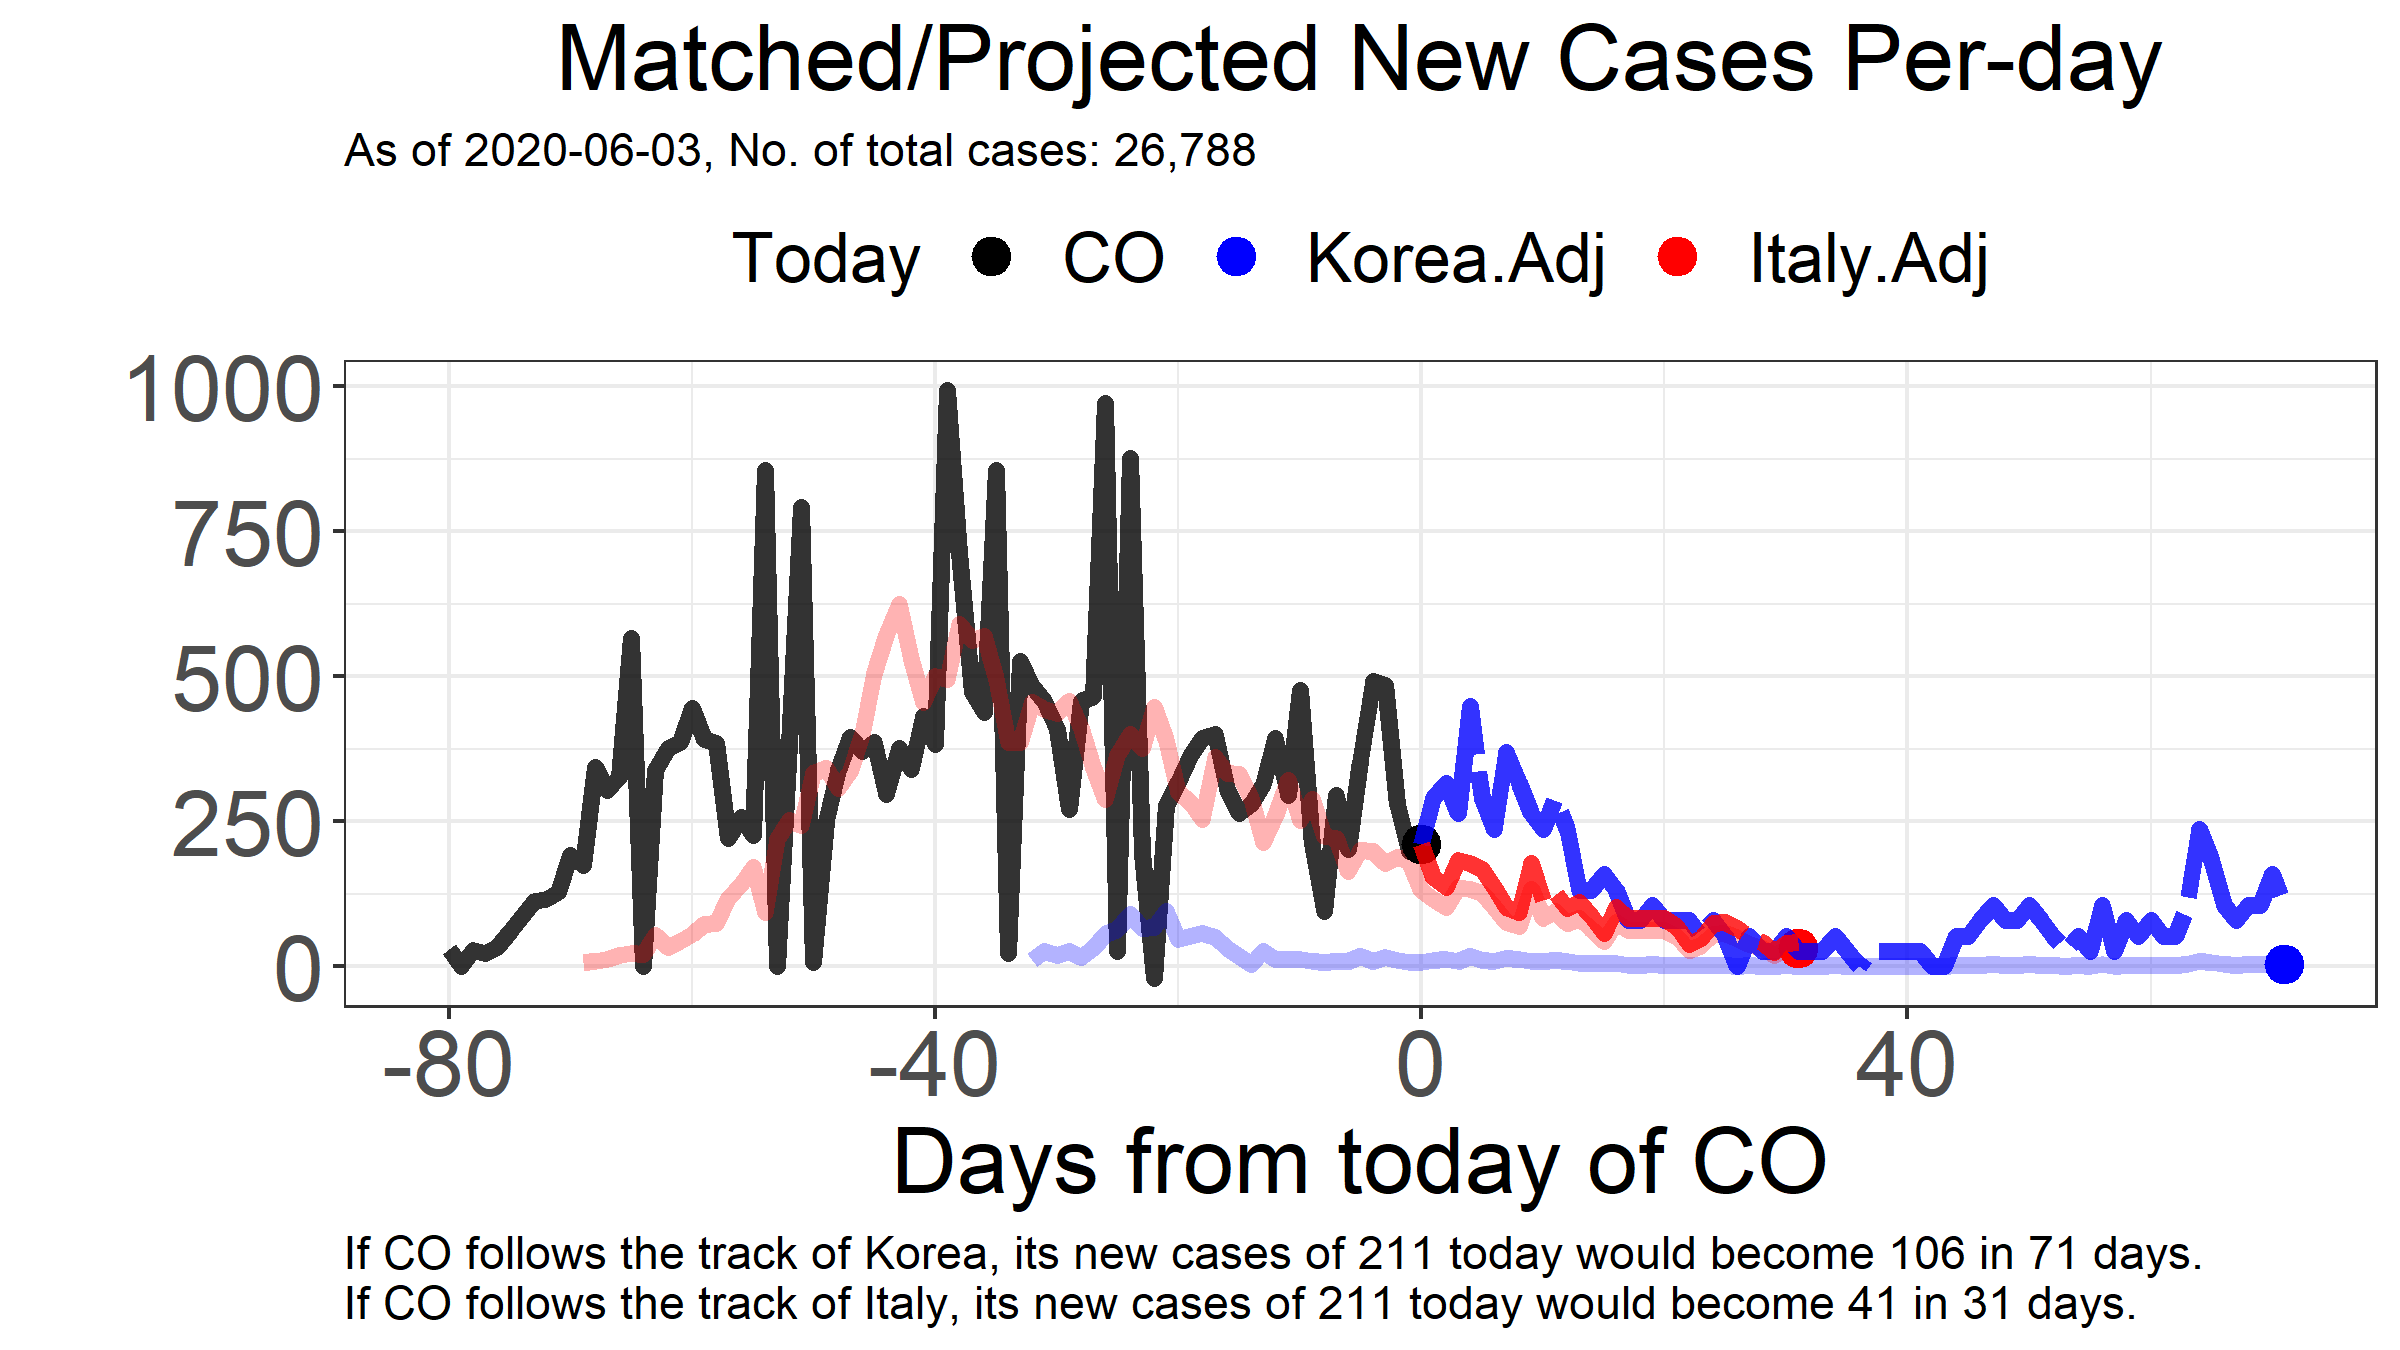 Matched/Projected New Cases Per-day
As of 2020-06-03, No. of total cases: 26,788
Today CO Korea.Adj Italy.Adj
1000
750
500
250
0
-80 -40 0 40
Days from today of CO
If CO follows the track of Korea, its new cases of 211 today would become 106 in 71 days.
If CO follows the track of Italy, its new cases of 211 today would become 41 in 31 days.